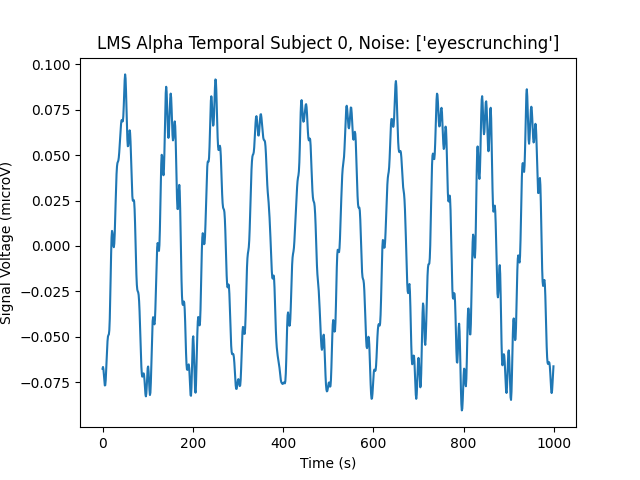 LMS Alpha Temporal Subject 0, Noise: ['eyescrunching']
0.100
0.075
0.050
0.025
0.000
−0.025
−0.050
−0.075
Signal Voltage (microV)
0 200 400 600 800 1000
Time (s)